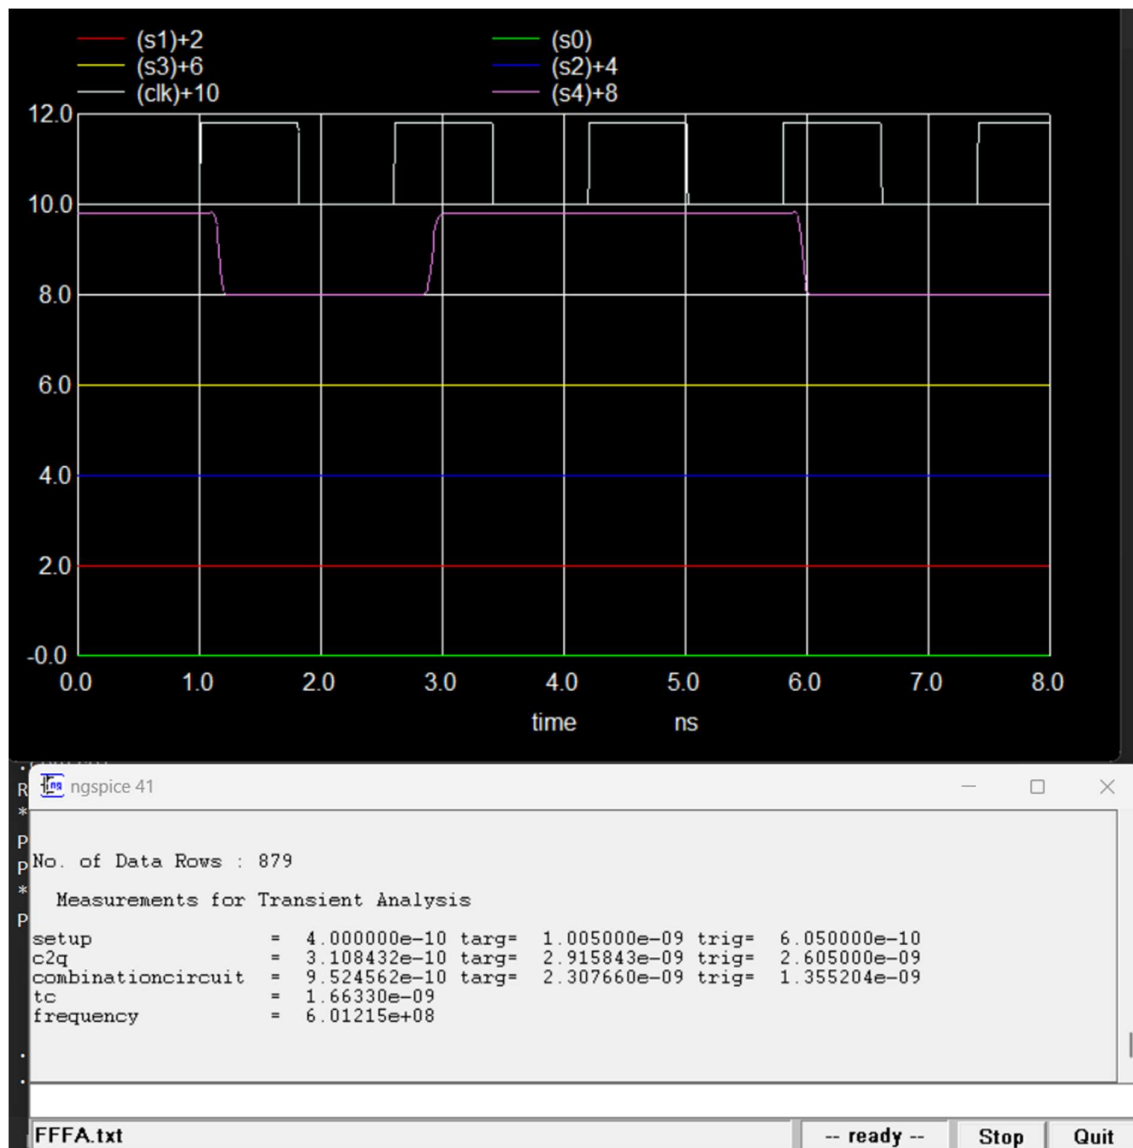 (s1)+2 (s0)
(s3)+6 (s2)+4
(clk)+10 (s4)+8
12.0
10.0
8.0
6.0
4.0
2.0
-0.0
0.0 1.0 2.0 3.0 4.0 5.0 6.0 7.0 8.0
time ns
R
*
P
P
*
P
ngspice 41
No. of Data Rows : 879
Measurements for Transient Analysis
setup = 4.000000e-10 targ= 1.005000e-09 trig= 6.050000e-10
c2q = 3.108432e-10 targ= 2.915843e-09 trig= 2.605000e-09
combinationcircuit = 9.524562e-10 targ= 2.307660e-09 trig= 1.355204e-09
tc = 1.66330e-09
frequency = 6.01215e+08
.
.
FFFA.txt -- ready -- Stop Quit